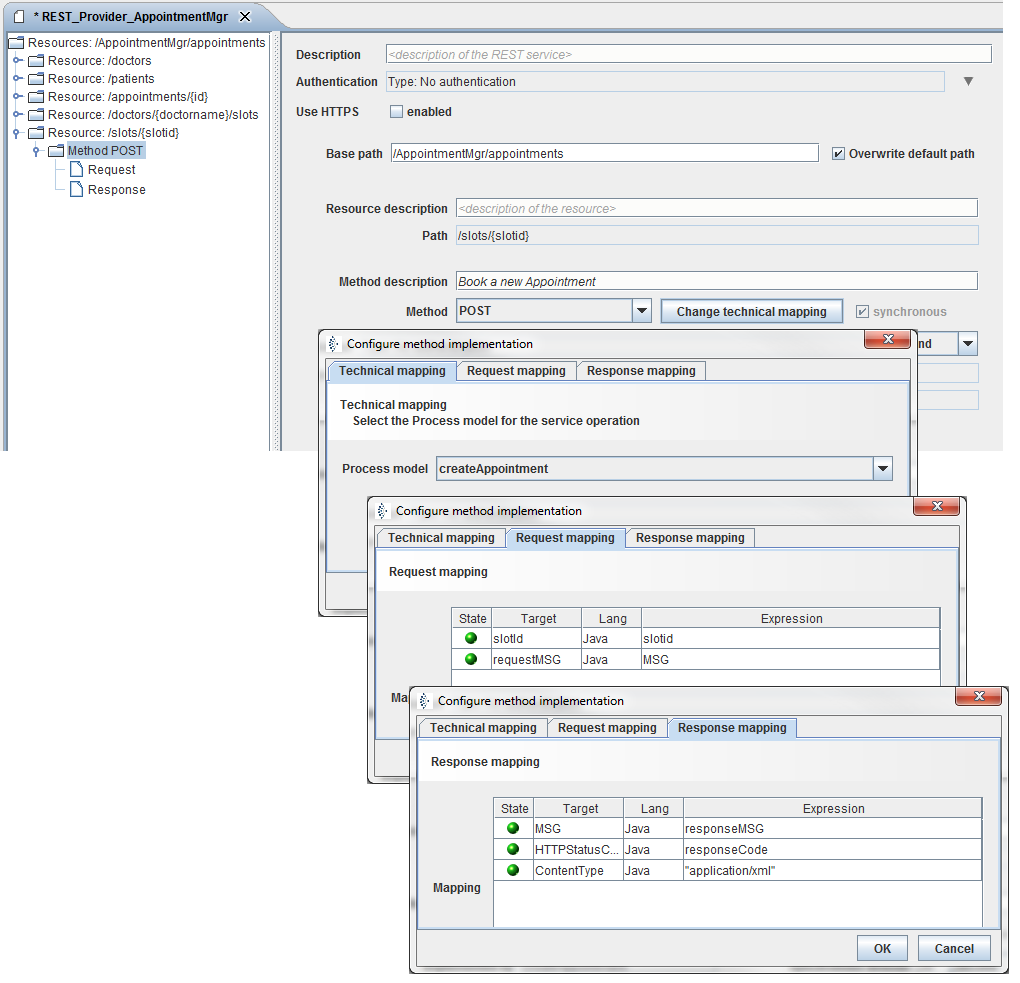 * REST_Provider_AppointmentMgr
Resources: /AppointmentMgr/appointments
Resource: /doctors
Resource: /patients
Resource: /appointments/{id}
Resource: /doctors/{doctorname}/slots
Resource: /slots/{slotid}
Method POST
Request
Response
Description <description of the REST service>
Authentication Type: No authentication
Use HTTPS enabled
Base path /AppointmentMgr/appointments Overwrite default path
Resource description <description of the resource>
Path /slots/{slotid}
Method description Book a new Appointment
Method POST Change technical mapping synchronous
Configure method implementation
Technical mapping Request mapping Response mapping
Technical mapping
Select the Process model for the service operation
Process model createAppointment
Configure method implementation
Technical mapping Request mapping Response mapping
Request mapping
State Target Lang Expression
slotId Java slotid
requestMSG Java MSG
Configure method implementation
Technical mapping Request mapping Response mapping
Response mapping
State Target Lang Expression
MSG Java responseMSG
HTTPStatusC... Java responseCode
ContentType Java "application/xml"
Mapping
OK Cancel